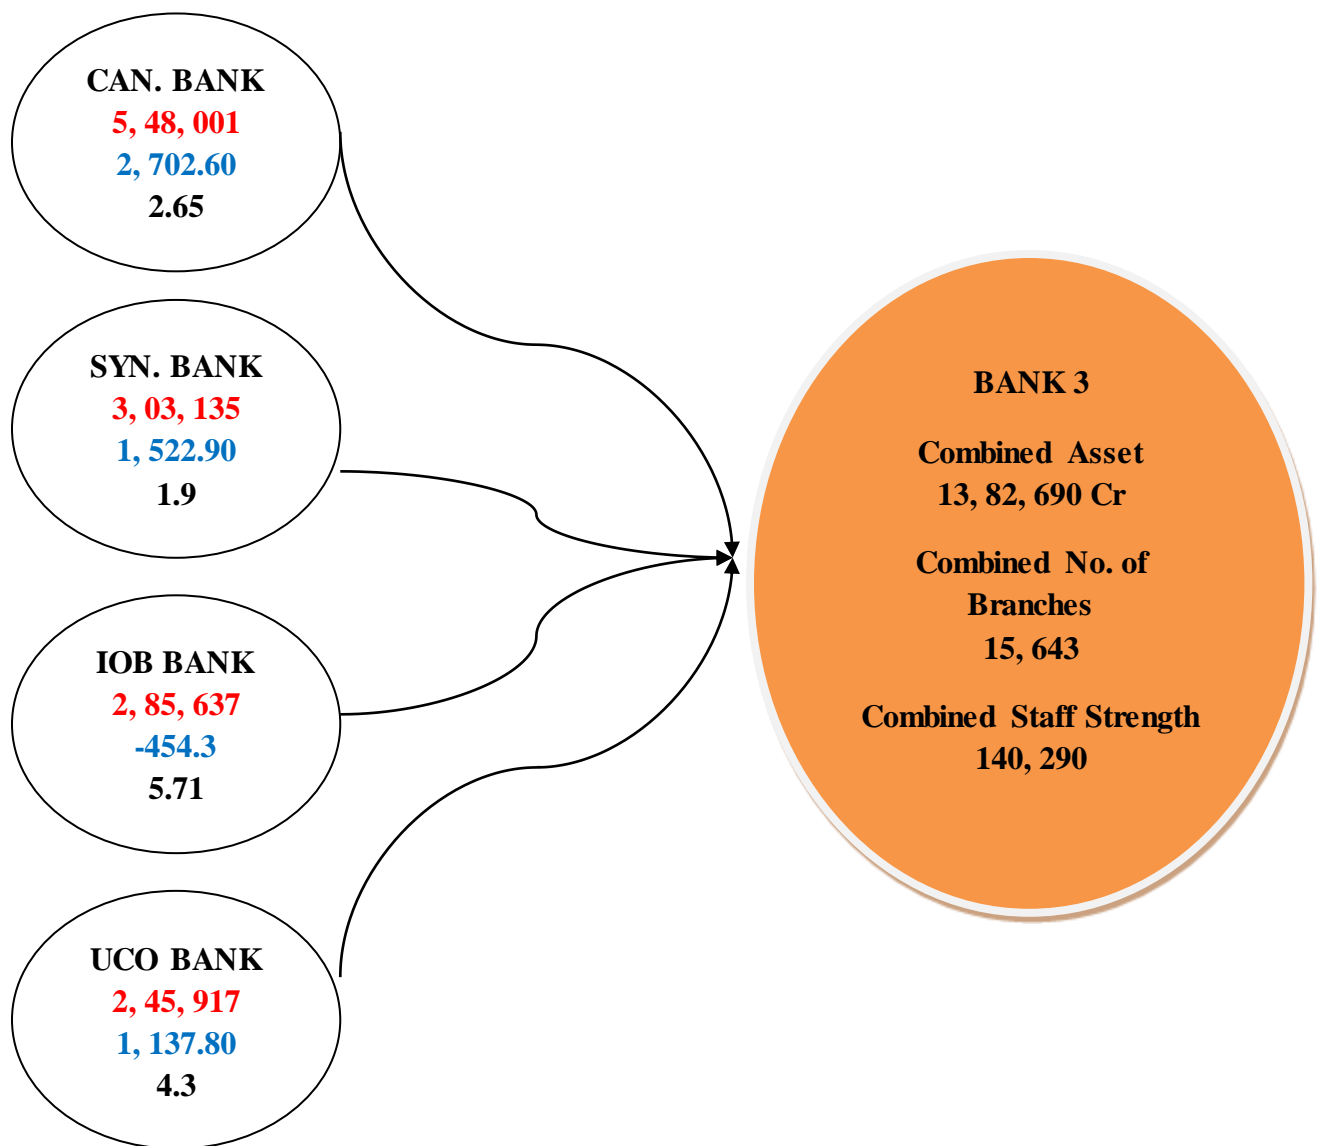 CAN. BANK
5, 48, 001
2, 702.60
2.65
SYN. BANK
3, 03, 135
1, 522.90
1.9
IOB BANK
2, 85, 637
-454.3
5.71
UCO BANK
2, 45, 917
1, 137.80
4.3
BANK 3
Combined Asset
13, 82, 690 Cr
Combined No. of
Branches
15, 643
Combined Staff Strength
140, 290